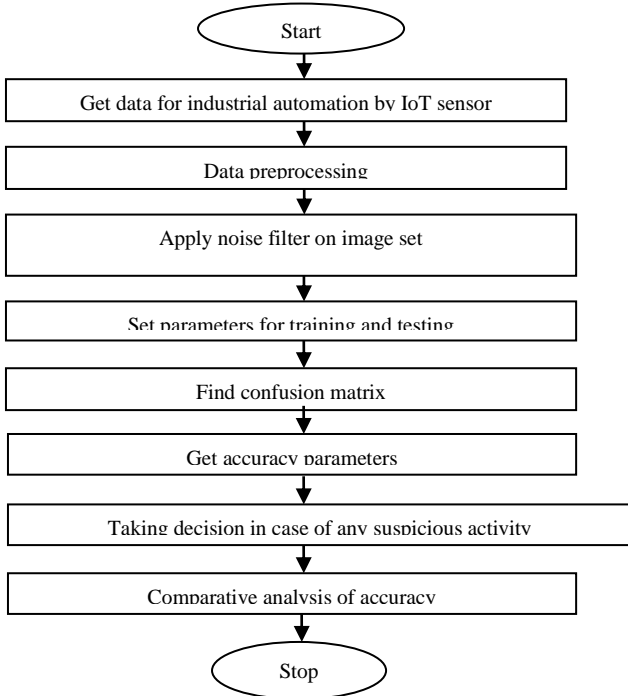 Start
Get data for industrial automation by IoT sensor
Data preprocessing
Apply noise filter on image set
Set parameters for training and testing
Find confusion matrix
Get accuracy parameters
Taking decision in case of any suspicious activity
Comparative analysis of accuracy
Stop